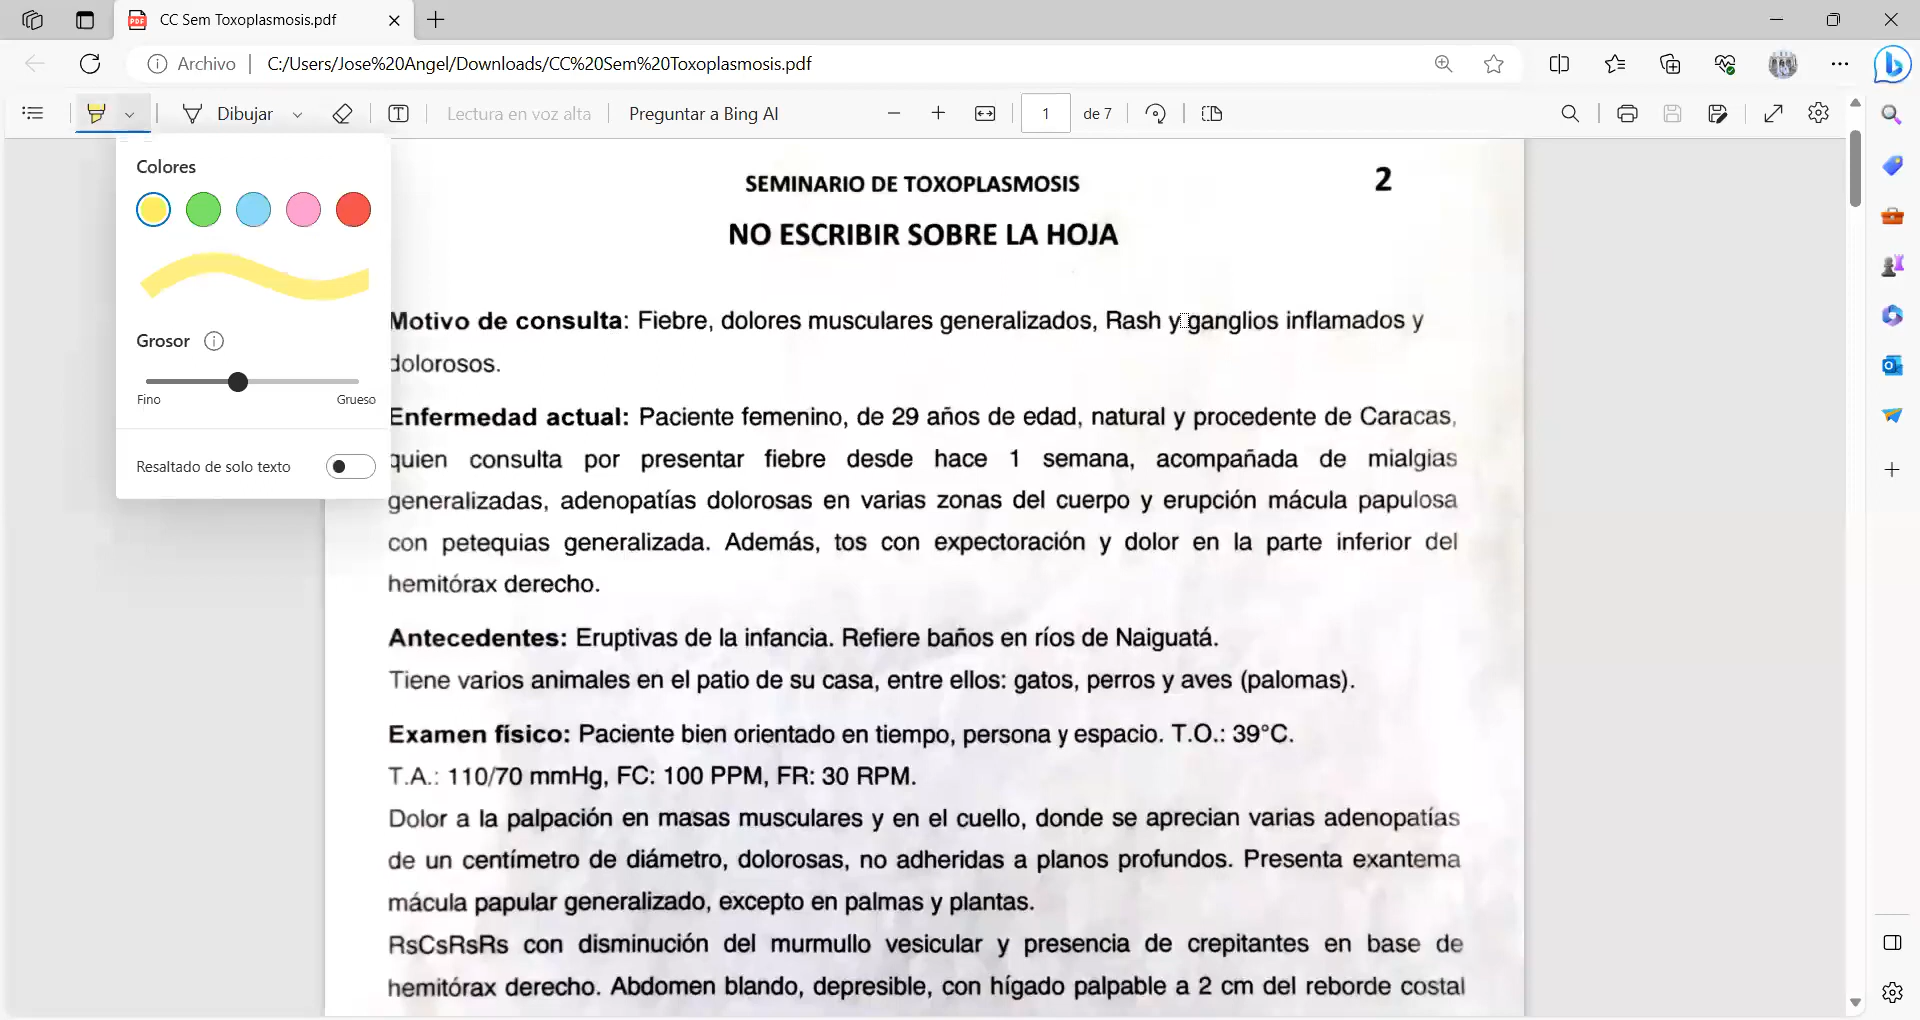 CC Sem Toxoplasmosis.pdf
Archivo
C:/Users/Jose%20Angel/Downloads/CC%20Sem%20Toxoplasmosis.pdf
Dibujar
Lectura en voz alta
Preguntar a Bing AI
1
de 7
Colores
Grosor
Fino
Grueso
Resaltado de solo texto
SEMINARIO DE TOXOPLASMOSIS
2
NO ESCRIBIR SOBRE LA HOJA
Motivo de consulta: Fiebre, dolores musculares generalizados, Rash y ganglios inflamados y
dolorosos.
Enfermedad actual: Paciente femenino, de 29 años de edad, natural y procedente de Caracas,
quien consulta por presentar fiebre desde hace 1 semana, acompañada de mialgias
generalizadas, adenopatías dolorosas en varias zonas del cuerpo y erupción mácula papulosa
con petequias generalizada. Además, tos con expectoración y dolor en la parte inferior del
hemitórax derecho.
Antecedentes: Eruptivas de la infancia. Refiere baños en ríos de Naiguatá.
Tiene varios animales en el patio de su casa, entre ellos: gatos, perros y aves (palomas).
Examen físico: Paciente bien orientado en tiempo, persona y espacio. T.O.: 39°C.
T.A.: 110/70 mmHg, FC: 100 PPM, FR: 30 RPM.
Dolor a la palpación en masas musculares y en el cuello, donde se aprecian varias adenopatías
de un centímetro de diámetro, dolorosas, no adheridas a planos profundos. Presenta exantema
mácula papular generalizado, excepto en palmas y plantas.
RsCsRsRs con disminución del murmullo vesicular y presencia de crepitantes en base de
hemitórax derecho. Abdomen blando, depresible, con hígado palpable a 2 cm del reborde costal